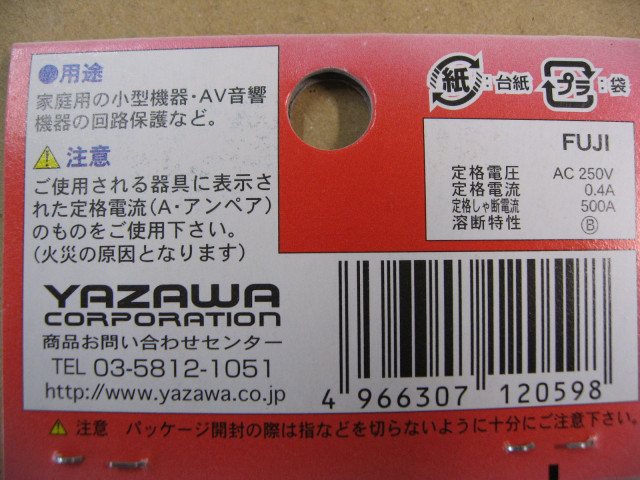 用途
家庭用の小型機器・AV音響
機器の回路保護など。
注意
ご使用される器具に表示さ
れた定格電流(A・アンペア)
のものをご使用下さい。
(火災の原因となります)
YAZAWA
CORPORATION
商品お問い合わせセンター
TEL 03-5812-1051
http://www.yazawa.co.jp
紙:台紙 プラ:袋
FUJI
定格電圧 AC 250V
定格電流 0.4A
定格しゃ断電流 500A
溶断特性 Ⓑ
4 966307 120598
注意 パッケージ開封の際は指などを切らないように十分にご注意下さい。